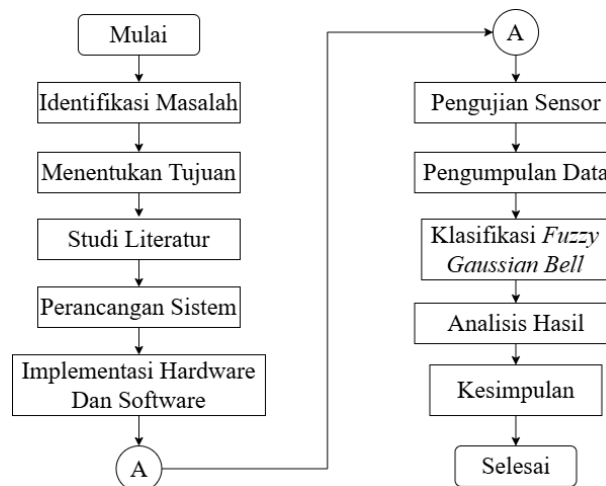 Mulai
Identifikasi Masalah
Menentukan Tujuan
Studi Literatur
Perancangan Sistem
Implementasi Hardware
Dan Software
A
A
Pengujian Sensor
Pengumpulan Data
Klasifikasi Fuzzy
Gaussian Bell
Analisis Hasil
Kesimpulan
Selesai